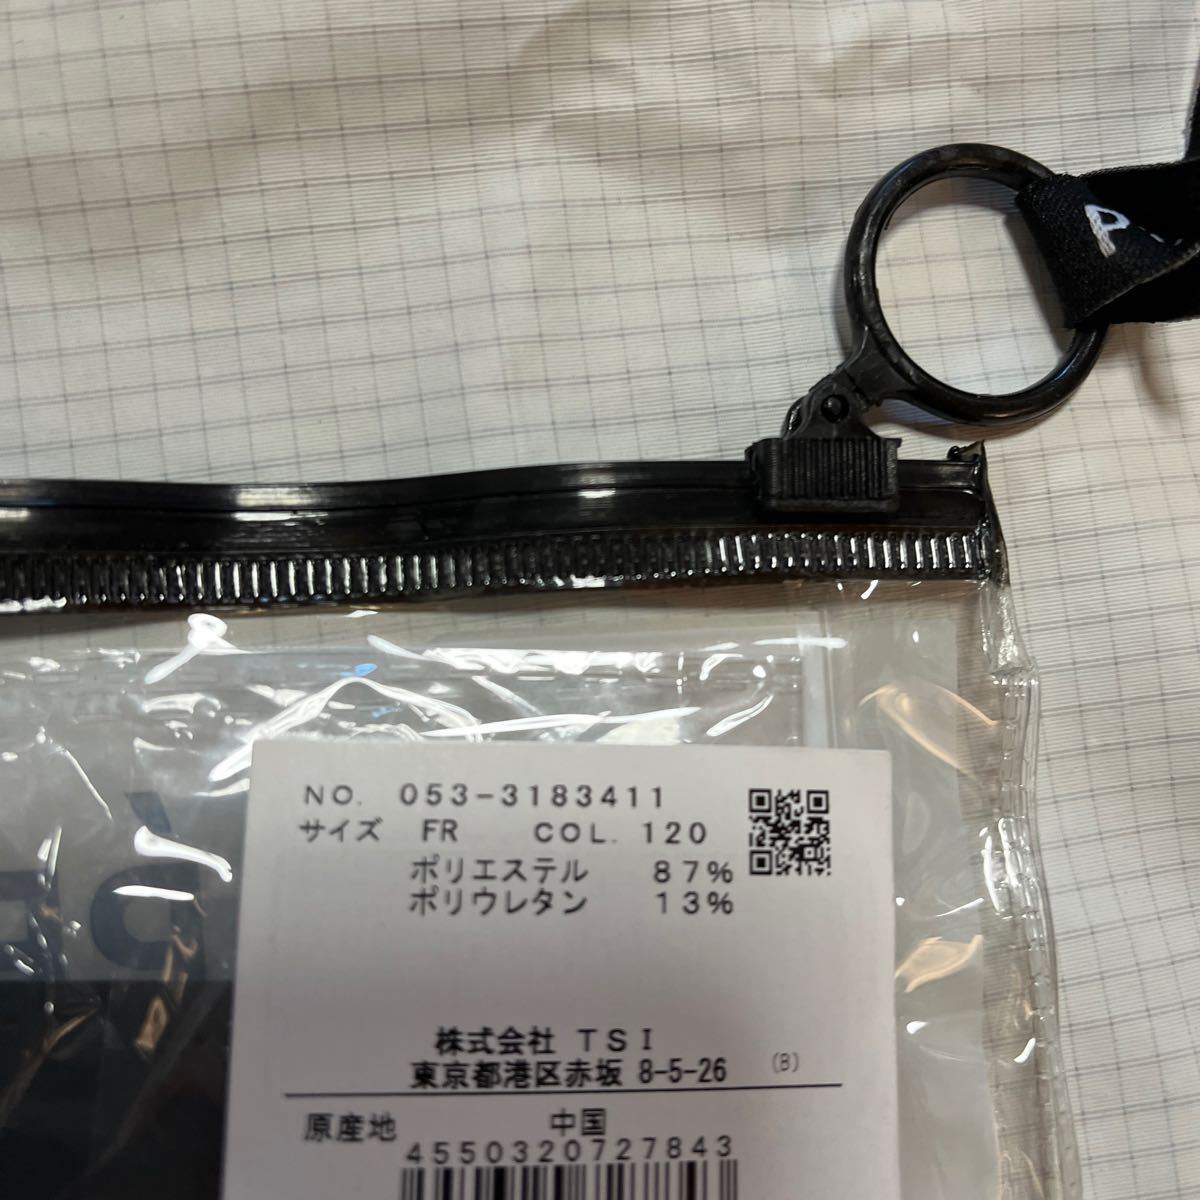 NO. 053-3183411
サイズ FR COL. 120
ポリエステル 87%
ポリウレタン 13%
株式会社 TSI
東京都港区赤坂 8-5-26 (B)
原産地 中国
4550320727843